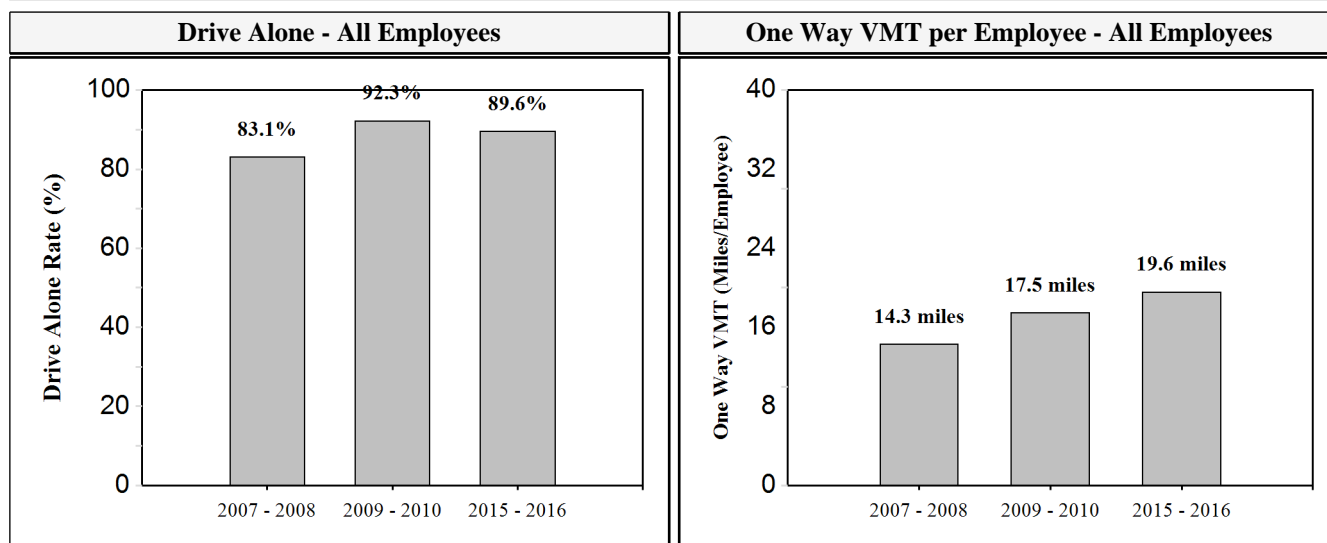 Drive Alone - All Employees
100
80
60
40
20
0
Drive Alone Rate (%)
83.1%
92.3%
89.6%
2007 - 2008
2009 - 2010
2015 - 2016
One Way VMT per Employee - All Employees
40
32
24
16
8
0
One Way VMT (Miles/Employee)
14.3 miles
17.5 miles
19.6 miles
2007 - 2008
2009 - 2010
2015 - 2016